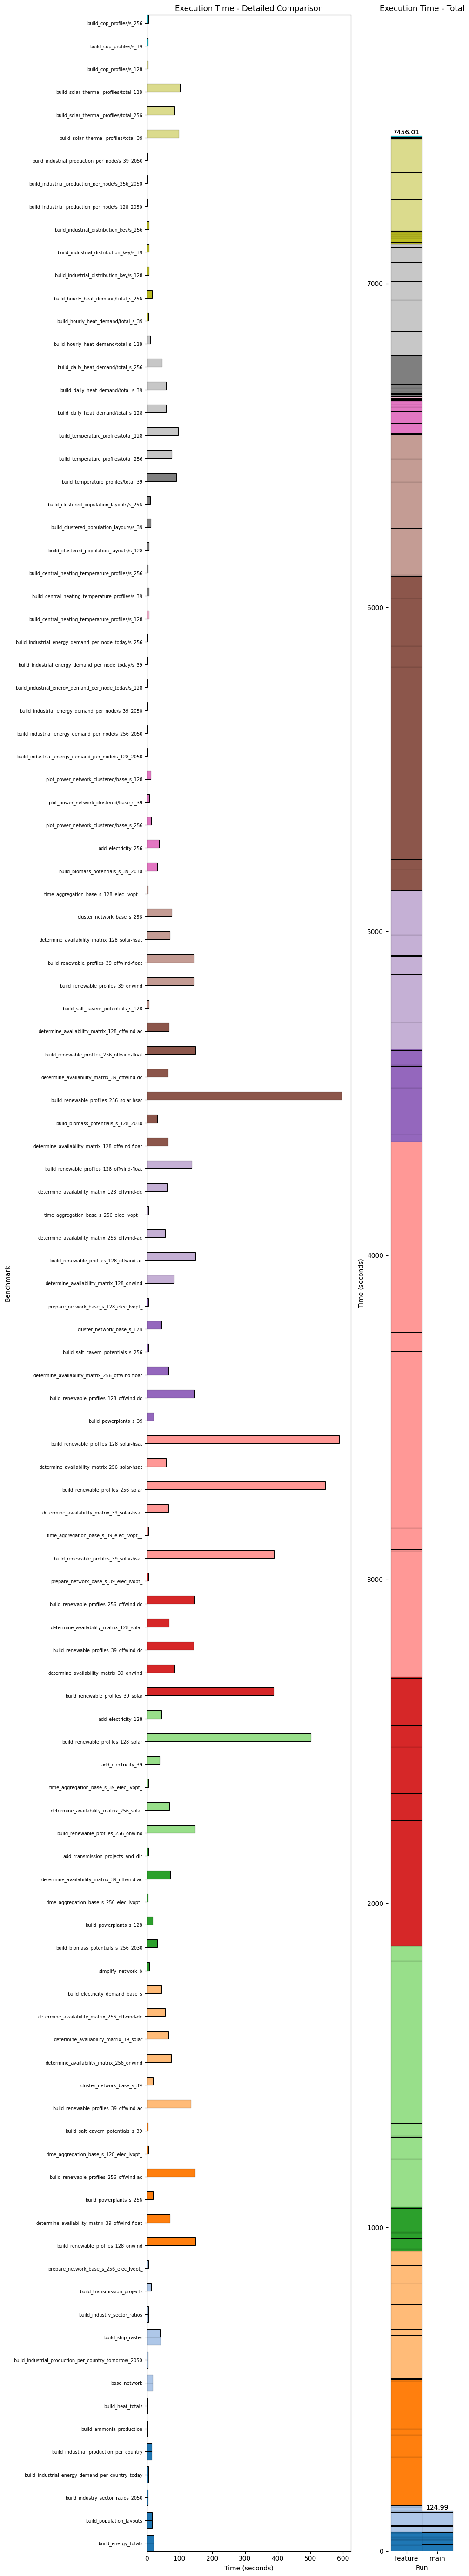 Execution Time - Detailed Comparison
Execution Time - Total
build_cop_profiles/s_256
build_cop_profiles/s_39
build_cop_profiles/s_128
build_solar_thermal_profiles/total_128
build_solar_thermal_profiles/total_256
build_solar_thermal_profiles/total_39
build_industrial_production_per_node/s_39_2050
build_industrial_production_per_node/s_256_2050
build_industrial_production_per_node/s_128_2050
build_industrial_distribution_key/s_256
build_industrial_distribution_key/s_39
build_industrial_distribution_key/s_128
build_hourly_heat_demand/total_s_256
build_hourly_heat_demand/total_s_39
build_hourly_heat_demand/total_s_128
build_daily_heat_demand/total_s_256
build_daily_heat_demand/total_s_39
build_daily_heat_demand/total_s_128
build_temperature_profiles/total_128
build_temperature_profiles/total_256
build_temperature_profiles/total_39
build_clustered_population_layouts/s_256
build_clustered_population_layouts/s_39
build_clustered_population_layouts/s_128
build_central_heating_temperature_profiles/s_256
build_central_heating_temperature_profiles/s_39
build_central_heating_temperature_profiles/s_128
build_industrial_energy_demand_per_node_today/s_256
build_industrial_energy_demand_per_node_today/s_39
build_industrial_energy_demand_per_node_today/s_128
build_industrial_energy_demand_per_node/s_39_2050
build_industrial_energy_demand_per_node/s_256_2050
build_industrial_energy_demand_per_node/s_128_2050
plot_power_network_clustered/base_s_128
plot_power_network_clustered/base_s_39
plot_power_network_clustered/base_s_256
add_electricity_256
build_biomass_potentials_s_39_2030
time_aggregation_base_s_128_elec_lvopt__
cluster_network_base_s_256
determine_availability_matrix_128_solar-hsat
build_renewable_profiles_39_offwind-float
build_renewable_profiles_39_onwind
build_salt_cavern_potentials_s_128
determine_availability_matrix_128_offwind-ac
build_renewable_profiles_256_offwind-float
determine_availability_matrix_39_offwind-dc
build_renewable_profiles_256_solar-hsat
build_biomass_potentials_s_128_2030
determine_availability_matrix_128_offwind-float
build_renewable_profiles_128_offwind-float
determine_availability_matrix_128_offwind-dc
time_aggregation_base_s_256_elec_lvopt__
determine_availability_matrix_256_offwind-ac
build_renewable_profiles_128_offwind-ac
determine_availability_matrix_128_onwind
prepare_network_base_s_128_elec_lvopt_
cluster_network_base_s_128
build_salt_cavern_potentials_s_256
determine_availability_matrix_256_offwind-float
build_renewable_profiles_128_offwind-dc
build_powerplants_s_39
build_renewable_profiles_128_solar-hsat
determine_availability_matrix_256_solar-hsat
build_renewable_profiles_256_solar
determine_availability_matrix_39_solar-hsat
time_aggregation_base_s_39_elec_lvopt__
build_renewable_profiles_39_solar-hsat
prepare_network_base_s_39_elec_lvopt_
build_renewable_profiles_256_offwind-dc
determine_availability_matrix_128_solar
build_renewable_profiles_39_offwind-dc
determine_availability_matrix_39_onwind
build_renewable_profiles_39_solar
add_electricity_128
build_renewable_profiles_128_solar
add_electricity_39
time_aggregation_base_s_39_elec_lvopt_
determine_availability_matrix_256_solar
build_renewable_profiles_256_onwind
add_transmission_projects_and_dlr
determine_availability_matrix_39_offwind-ac
time_aggregation_base_s_256_elec_lvopt_
build_powerplants_s_128
build_biomass_potentials_s_256_2030
simplify_network_b
build_electricity_demand_base_s
determine_availability_matrix_256_offwind-dc
determine_availability_matrix_39_solar
determine_availability_matrix_256_onwind
cluster_network_base_s_39
build_renewable_profiles_39_offwind-ac
build_salt_cavern_potentials_s_39
time_aggregation_base_s_128_elec_lvopt_
build_renewable_profiles_256_offwind-ac
build_powerplants_s_256
determine_availability_matrix_39_offwind-float
build_renewable_profiles_128_onwind
prepare_network_base_s_256_elec_lvopt_
build_transmission_projects
build_industry_sector_ratios
build_ship_raster
build_industrial_production_per_country_tomorrow_2050
base_network
build_heat_totals
build_ammonia_production
build_industrial_production_per_country
build_industrial_energy_demand_per_country_today
build_industry_sector_ratios_2050
build_population_layouts
build_energy_totals
Benchmark
0
100
200
300
400
500
600
Time (seconds)
7456.01
7000
6000
5000
4000
3000
2000
1000
0
Time (seconds)
124.99
feature
main
Run